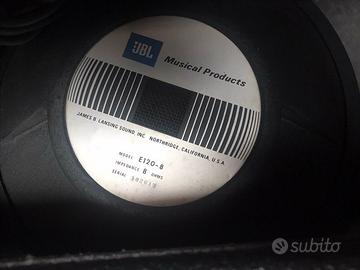 JBL
Musical Products
JAMES B. LANSING SOUND, INC. NORTHRIDGE, CALIFORNIA, U.S.A.
MODEL E120-8
IMPEDANCE 8 OHMS
SERIAL
subito